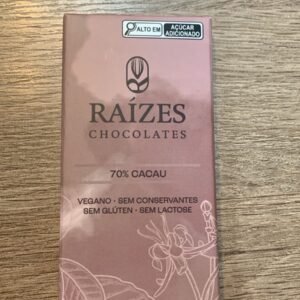 ALTO EM
AÇÚCAR
ADICIONADO
RAÍZES
CHOCOLATES
70% CACAU
VEGANO · SEM CONSERVANTES
SEM GLÚTEN · SEM LACTOSE